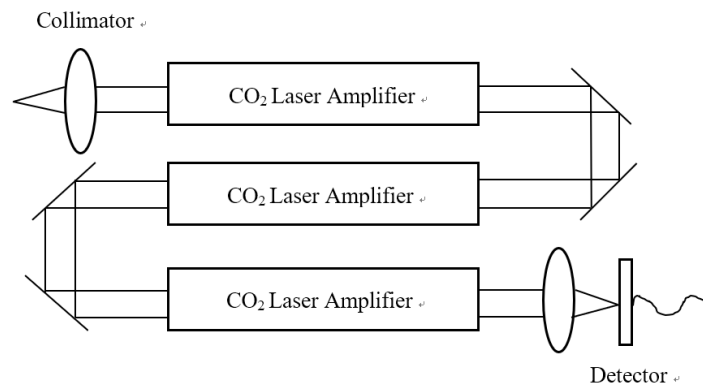 Collimator
CO₂ Laser Amplifier
CO₂ Laser Amplifier
CO₂ Laser Amplifier
Detector